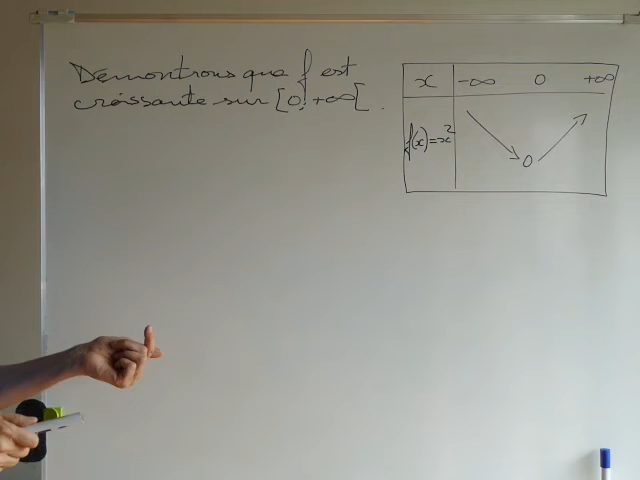 Démontrons que f est
croissante sur [0; +∞[.
x -∞ 0 +∞
f(x)=x²
0